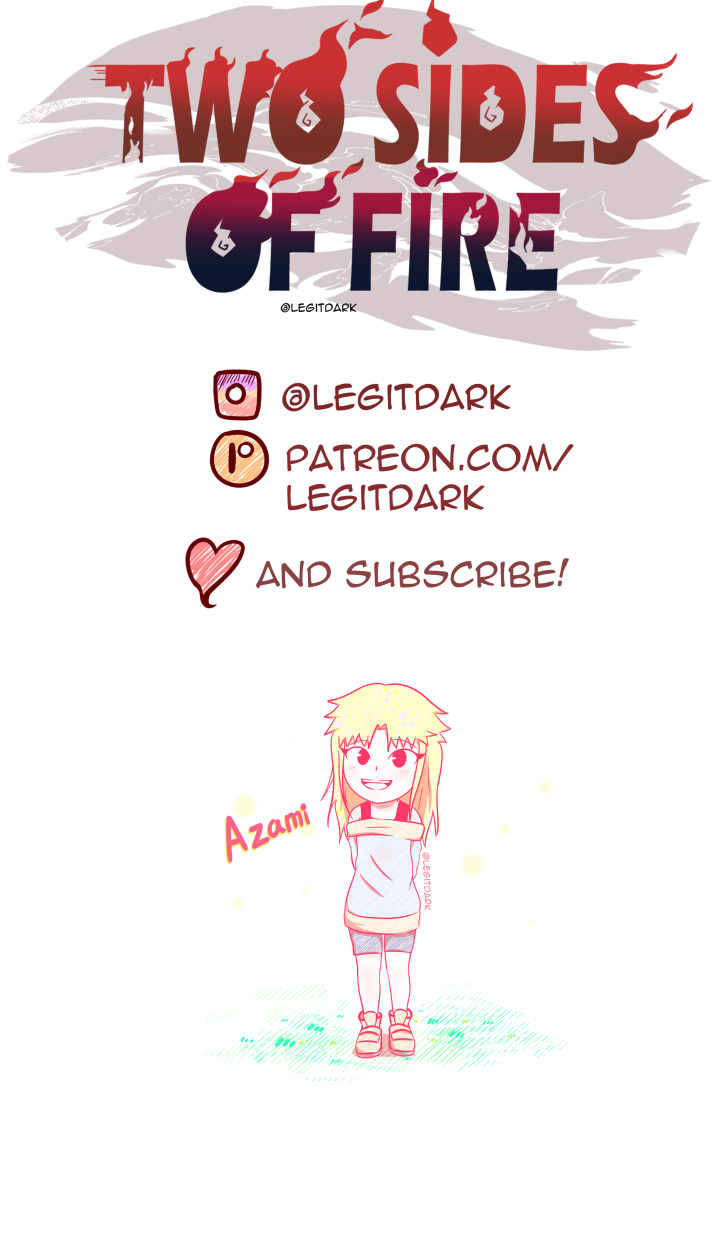 TWO SIDES
OF FIRE
@LEGITDARK
@LEGITDARK
PATREON.COM/
LEGITDARK
AND SUBSCRIBE!
Azami
@LEGITDARK